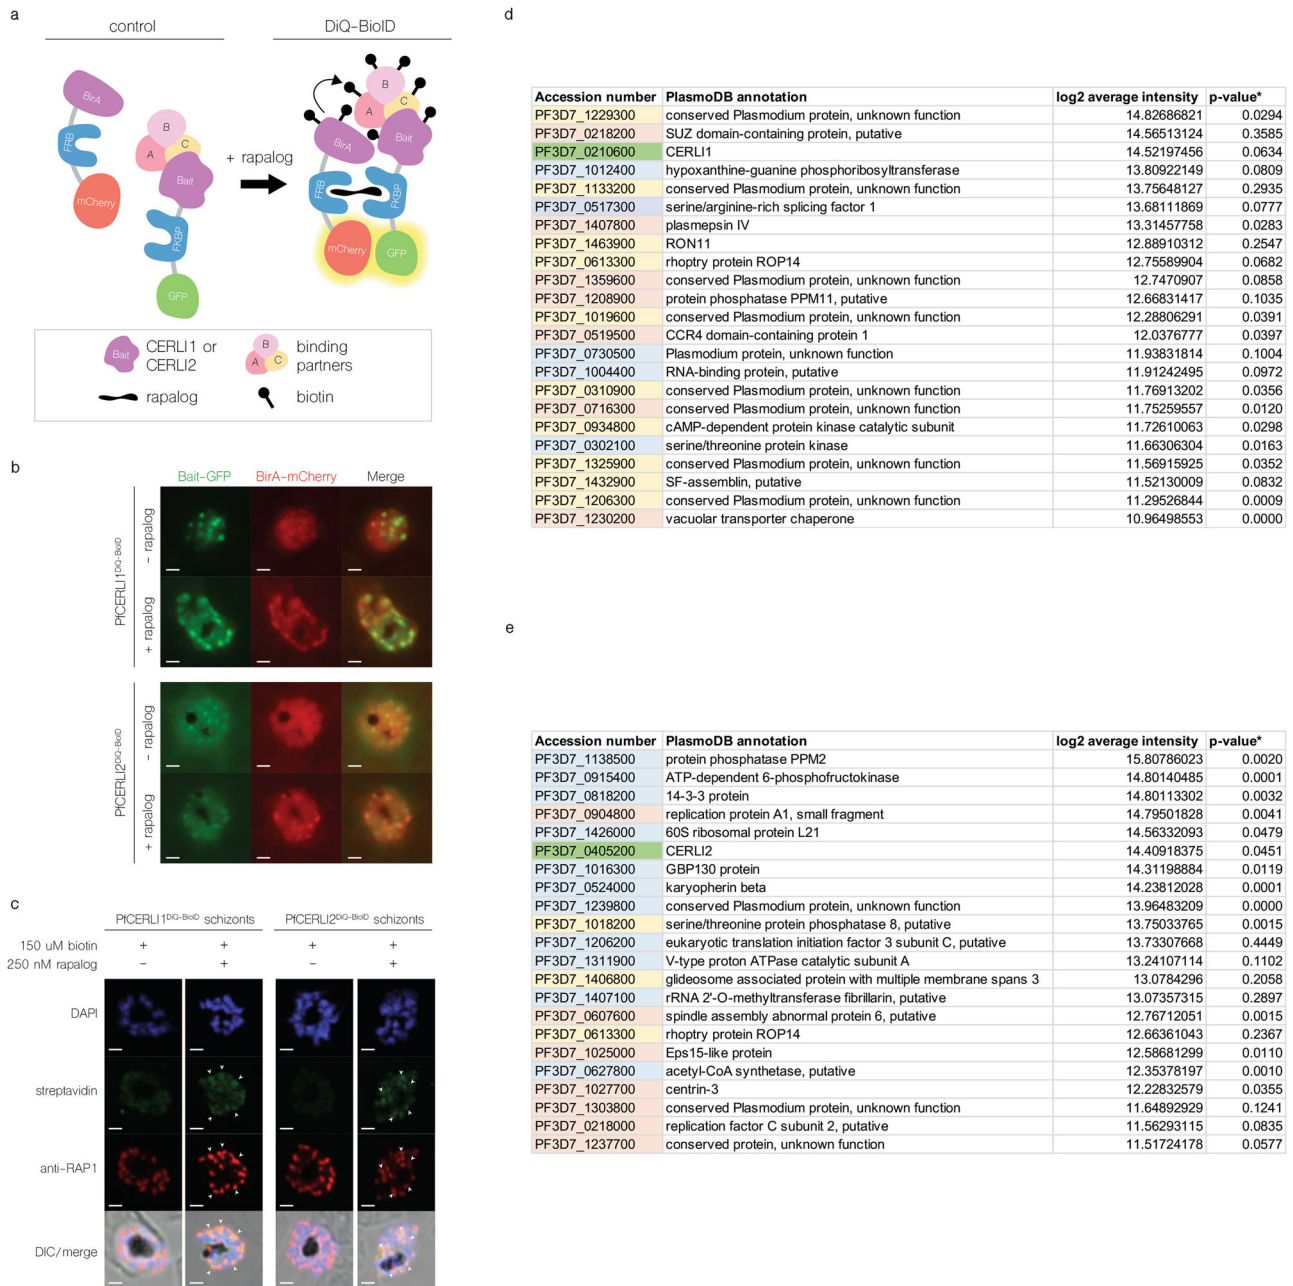 a
control
DiQ–BioID
BirA
FRB
mCherry
B
A
C
Bait
FKBP
GFP
+ rapalog
B
A
C
BirA
Bait
FRB
FKBP
mCherry
GFP
Bait
CERLI1 or
CERLI2
B
A
C
binding
partners
rapalog
biotin
b
Bait–GFP
BirA–mCherry
Merge
PfCERLI1DiQ–BioID
– rapalog
+ rapalog
PfCERLI2DiQ–BioID
– rapalog
+ rapalog
c
PfCERLI1DiQ–BioID schizonts
PfCERLI2DiQ–BioID schizonts
150 uM biotin + + + +
250 nM rapalog – + – +
DAPI
streptavidin
anti–RAP1
DIC/merge
d
Accession number PlasmoDB annotation log2 average intensity p-value*
PF3D7_1229300 conserved Plasmodium protein, unknown function 14.82686821 0.0294
PF3D7_0218200 SUZ domain-containing protein, putative 14.56513124 0.3585
PF3D7_0210600 CERLI1 14.52197456 0.0634
PF3D7_1012400 hypoxanthine-guanine phosphoribosyltransferase 13.80922149 0.0809
PF3D7_1133200 conserved Plasmodium protein, unknown function 13.75648127 0.2935
PF3D7_0517300 serine/arginine-rich splicing factor 1 13.68111869 0.0777
PF3D7_1407800 plasmepsin IV 13.31457758 0.0283
PF3D7_1463900 RON11 12.88910312 0.2547
PF3D7_0613300 rhoptry protein ROP14 12.75589904 0.0682
PF3D7_1359600 conserved Plasmodium protein, unknown function 12.7470907 0.0858
PF3D7_1208900 protein phosphatase PPM11, putative 12.66831417 0.1035
PF3D7_1019600 conserved Plasmodium protein, unknown function 12.28806291 0.0391
PF3D7_0519500 CCR4 domain-containing protein 1 12.0376777 0.0397
PF3D7_0730500 Plasmodium protein, unknown function 11.93831814 0.1004
PF3D7_1004400 RNA-binding protein, putative 11.91242495 0.0972
PF3D7_0310900 conserved Plasmodium protein, unknown function 11.76913202 0.0356
PF3D7_0716300 conserved Plasmodium protein, unknown function 11.75259557 0.0120
PF3D7_0934800 cAMP-dependent protein kinase catalytic subunit 11.72610063 0.0298
PF3D7_0302100 serine/threonine protein kinase 11.66306304 0.0163
PF3D7_1325900 conserved Plasmodium protein, unknown function 11.56915925 0.0352
PF3D7_1432900 SF-assemblin, putative 11.52130009 0.0832
PF3D7_1206300 conserved Plasmodium protein, unknown function 11.29526844 0.0009
PF3D7_1230200 vacuolar transporter chaperone 10.96498553 0.0000
e
Accession number PlasmoDB annotation log2 average intensity p-value*
PF3D7_1138500 protein phosphatase PPM2 15.80786023 0.0020
PF3D7_0915400 ATP-dependent 6-phosphofructokinase 14.80140485 0.0001
PF3D7_0818200 14-3-3 protein 14.80113302 0.0032
PF3D7_0904800 replication protein A1, small fragment 14.79501828 0.0041
PF3D7_1426000 60S ribosomal protein L21 14.56332093 0.0479
PF3D7_0405200 CERLI2 14.40918375 0.0451
PF3D7_1016300 GBP130 protein 14.31198884 0.0119
PF3D7_0524000 karyopherin beta 14.23812028 0.0001
PF3D7_1239800 conserved Plasmodium protein, unknown function 13.96483209 0.0000
PF3D7_1018200 serine/threonine protein phosphatase 8, putative 13.75033765 0.0015
PF3D7_1206200 eukaryotic translation initiation factor 3 subunit C, putative 13.73307668 0.4449
PF3D7_1311900 V-type proton ATPase catalytic subunit A 13.24107114 0.1102
PF3D7_1406800 glideosome associated protein with multiple membrane spans 3 13.0784296 0.2058
PF3D7_1407100 rRNA 2'-O-methyltransferase fibrillarin, putative 13.07357315 0.2897
PF3D7_0607600 spindle assembly abnormal protein 6, putative 12.76712051 0.0015
PF3D7_0613300 rhoptry protein ROP14 12.66361043 0.2367
PF3D7_1025000 Eps15-like protein 12.58681299 0.0110
PF3D7_0627800 acetyl-CoA synthetase, putative 12.35378197 0.0010
PF3D7_1027700 centrin-3 12.22832579 0.0355
PF3D7_1303800 conserved Plasmodium protein, unknown function 11.64892929 0.1241
PF3D7_0218000 replication factor C subunit 2, putative 11.56293115 0.0835
PF3D7_1237700 conserved protein, unknown function 11.51724178 0.0577